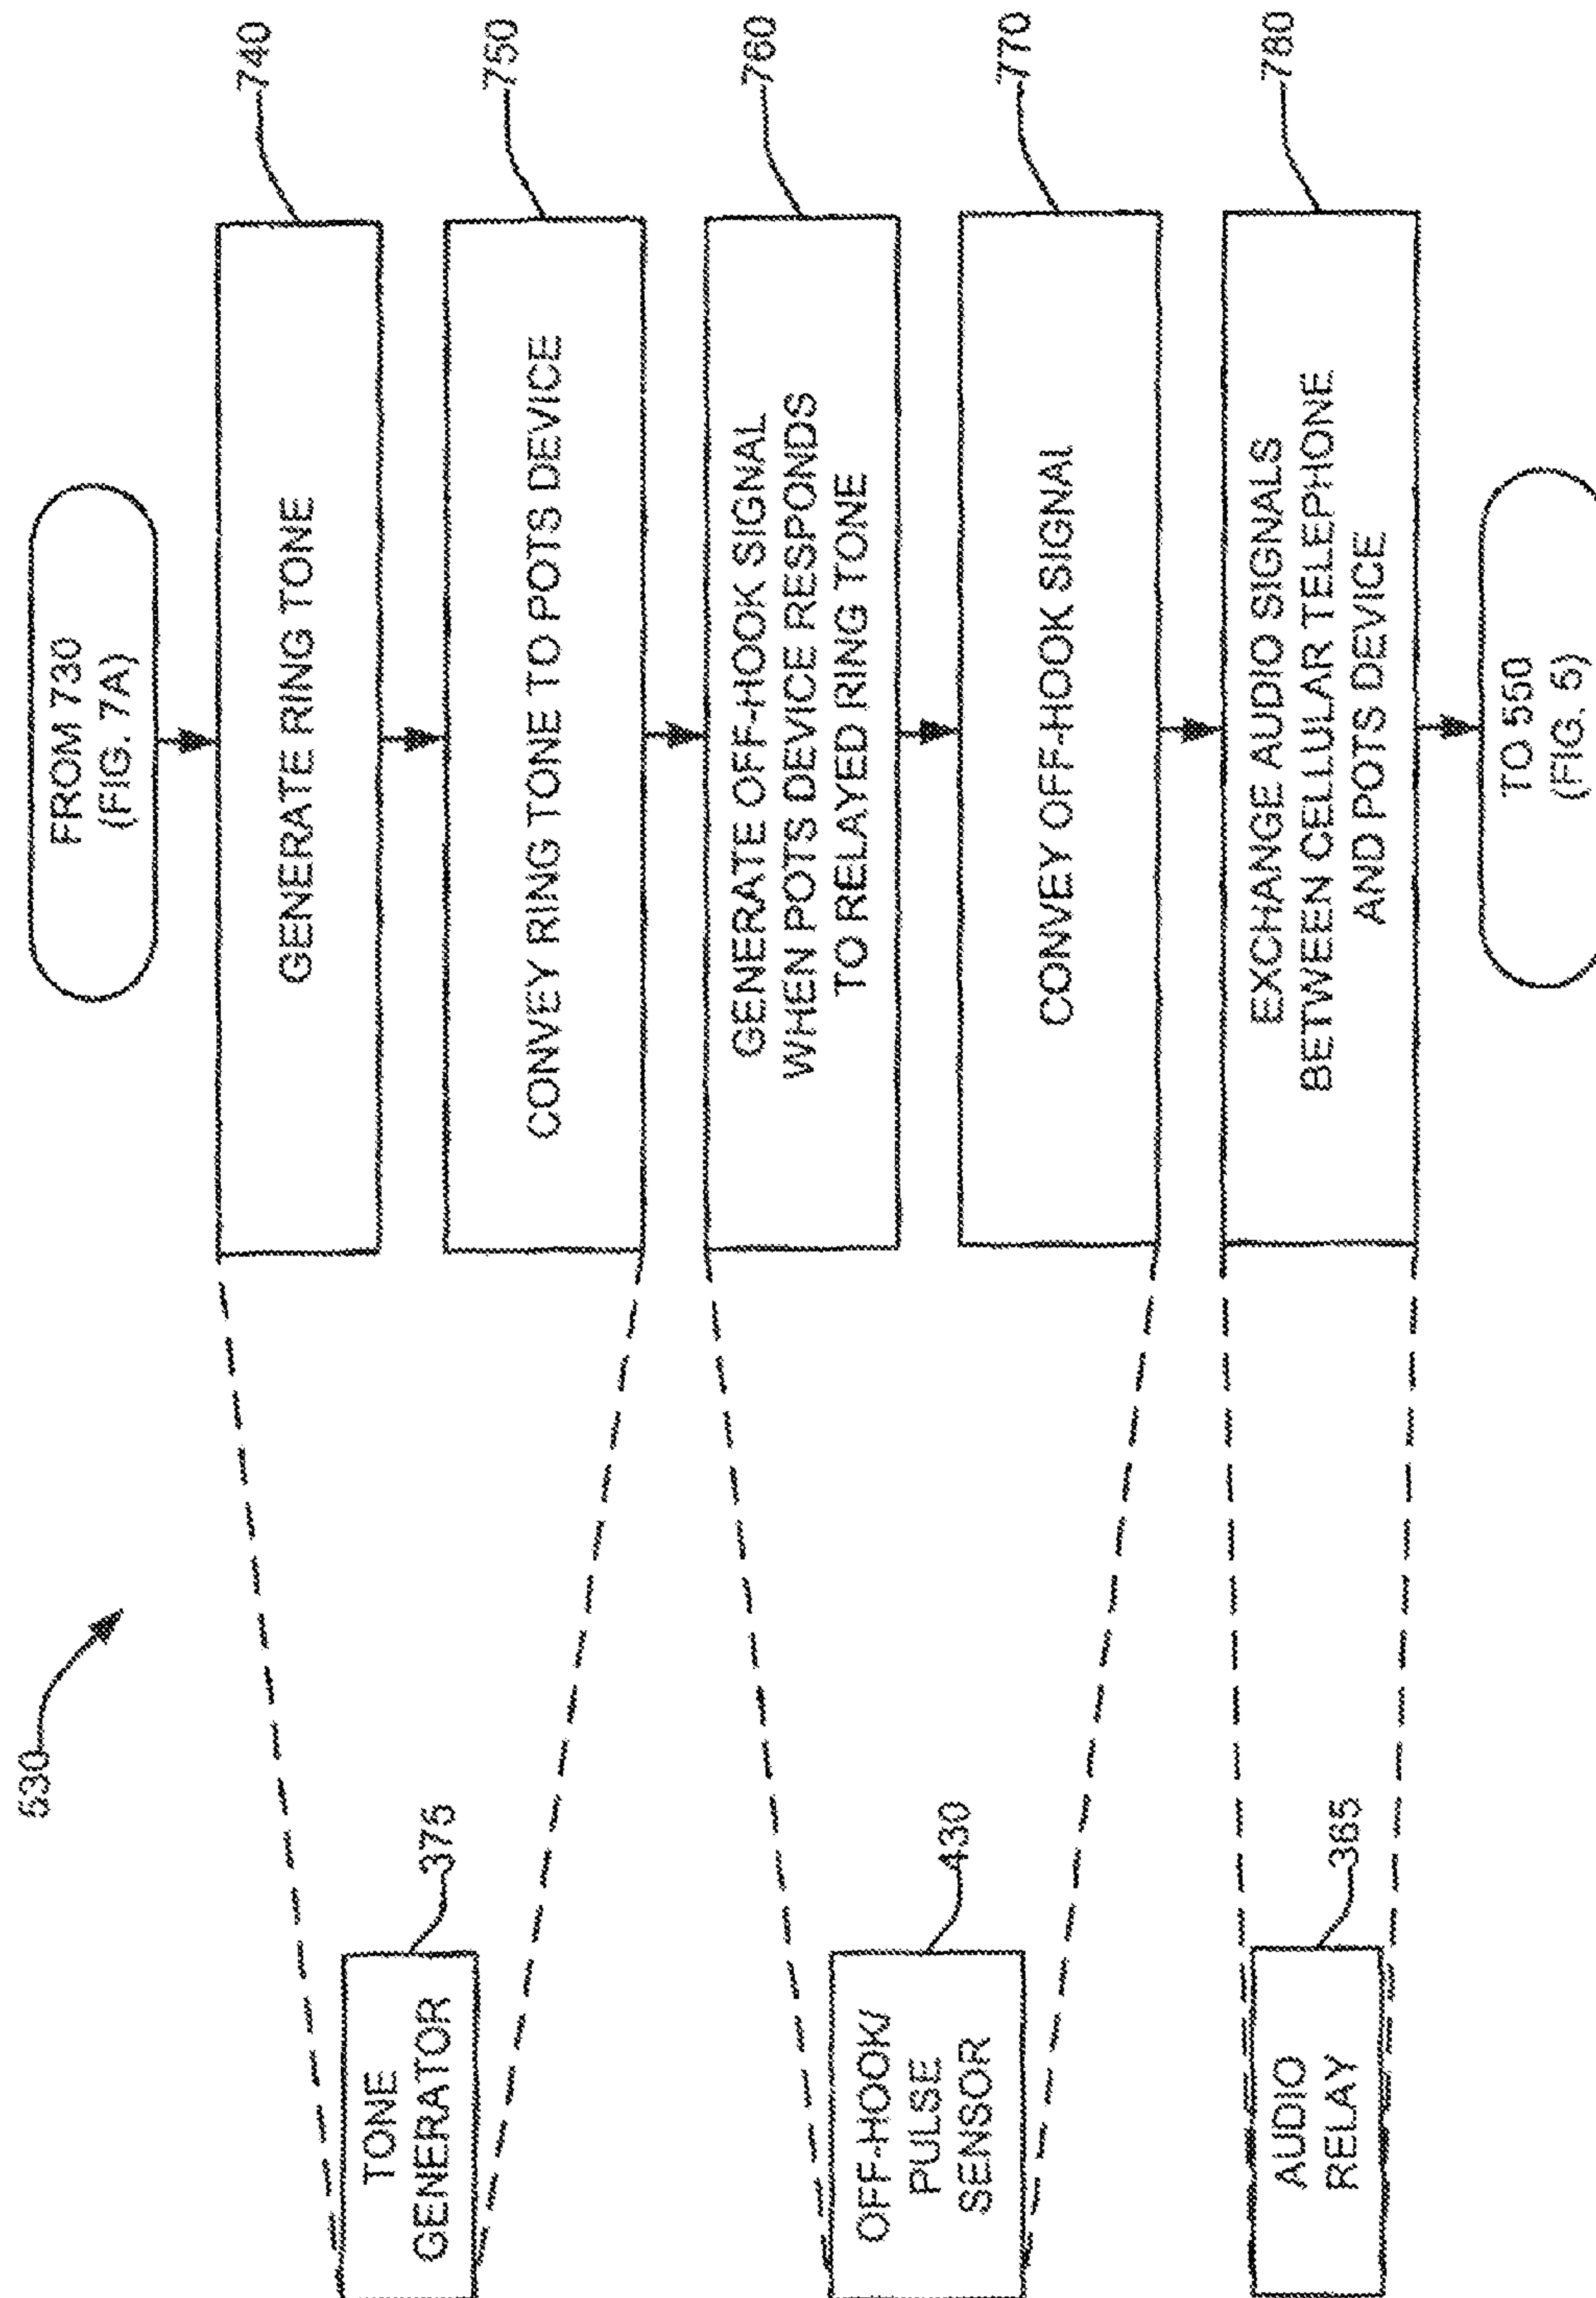 530
FROM 730
(FIG. 7A)
GENERATE RING TONE
740
CONVEY RING TONE TO POTS DEVICE
750
TONE
GENERATOR
375
GENERATE OFF-HOOK SIGNAL
WHEN POTS DEVICE RESPONDS
TO RELAYED RING TONE
760
CONVEY OFF-HOOK SIGNAL
770
OFF-HOOK/
PULSE
SENSOR
430
EXCHANGE AUDIO SIGNALS
BETWEEN CELLULAR TELEPHONE
AND POTS DEVICE
780
AUDIO
RELAY
365
TO 550
(FIG. 5)